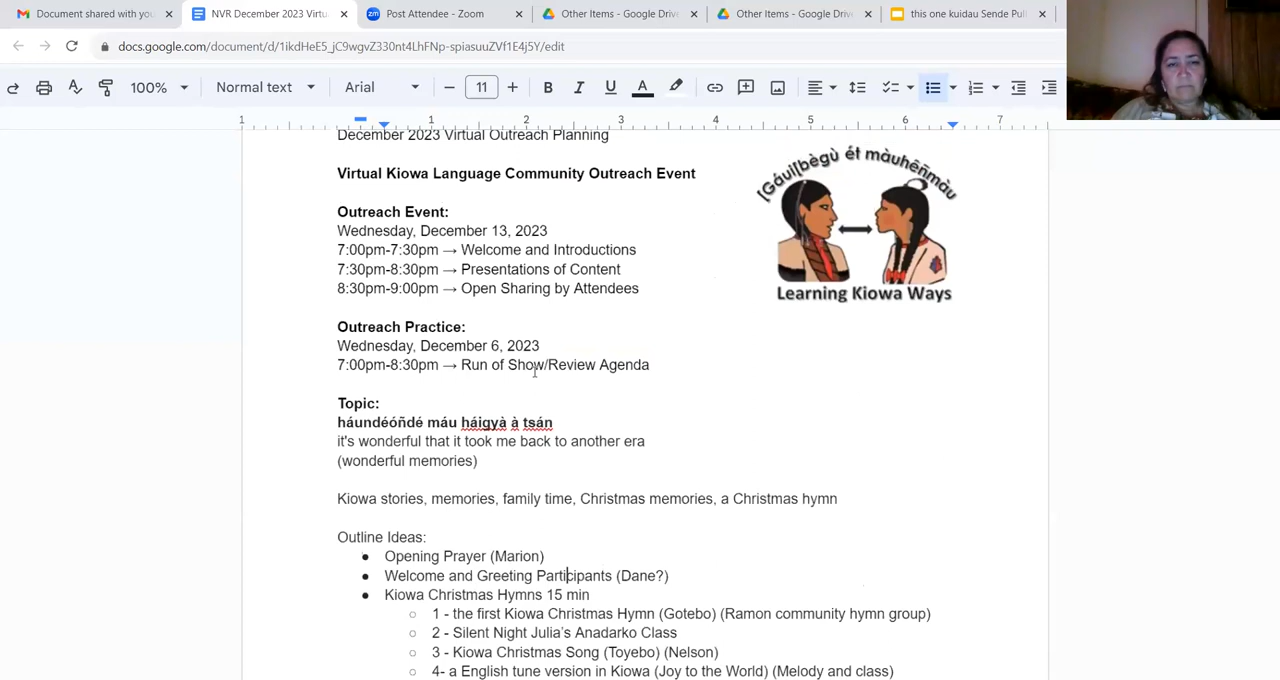 Document shared with you
NVR December 2023 Virtu
Post Attendee - Zoom
Other Items - Google Drive
Other Items - Google Drive
this one kuidau Sende Pul
docs.google.com/document/d/1ikdHeE5_jC9wgvZ330nt4LhFNp-spiasuuZVf1E4j5Y/edit
100% Normal text Arial 11
1 1 2 3 4 5 6 7
December 2023 Virtual Outreach Planning
Virtual Kiowa Language Community Outreach Event
Outreach Event:
Wednesday, December 13, 2023
7:00pm-7:30pm → Welcome and Introductions
7:30pm-8:30pm → Presentations of Content
8:30pm-9:00pm → Open Sharing by Attendees
Learning Kiowa Ways
Outreach Practice:
Wednesday, December 6, 2023
7:00pm-8:30pm → Run of Show/Review Agenda
Topic:
háundéóñdé máu háigyà à tsán
it's wonderful that it took me back to another era
(wonderful memories)
Kiowa stories, memories, family time, Christmas memories, a Christmas hymn
Outline Ideas:
● Opening Prayer (Marion)
● Welcome and Greeting Participants (Dane?)
● Kiowa Christmas Hymns 15 min
○ 1 - the first Kiowa Christmas Hymn (Gotebo) (Ramon community hymn group)
○ 2 - Silent Night Julia's Anadarko Class
○ 3 - Kiowa Christmas Song (Toyebo) (Nelson)
○ 4- a English tune version in Kiowa (Joy to the World) (Melody and class)